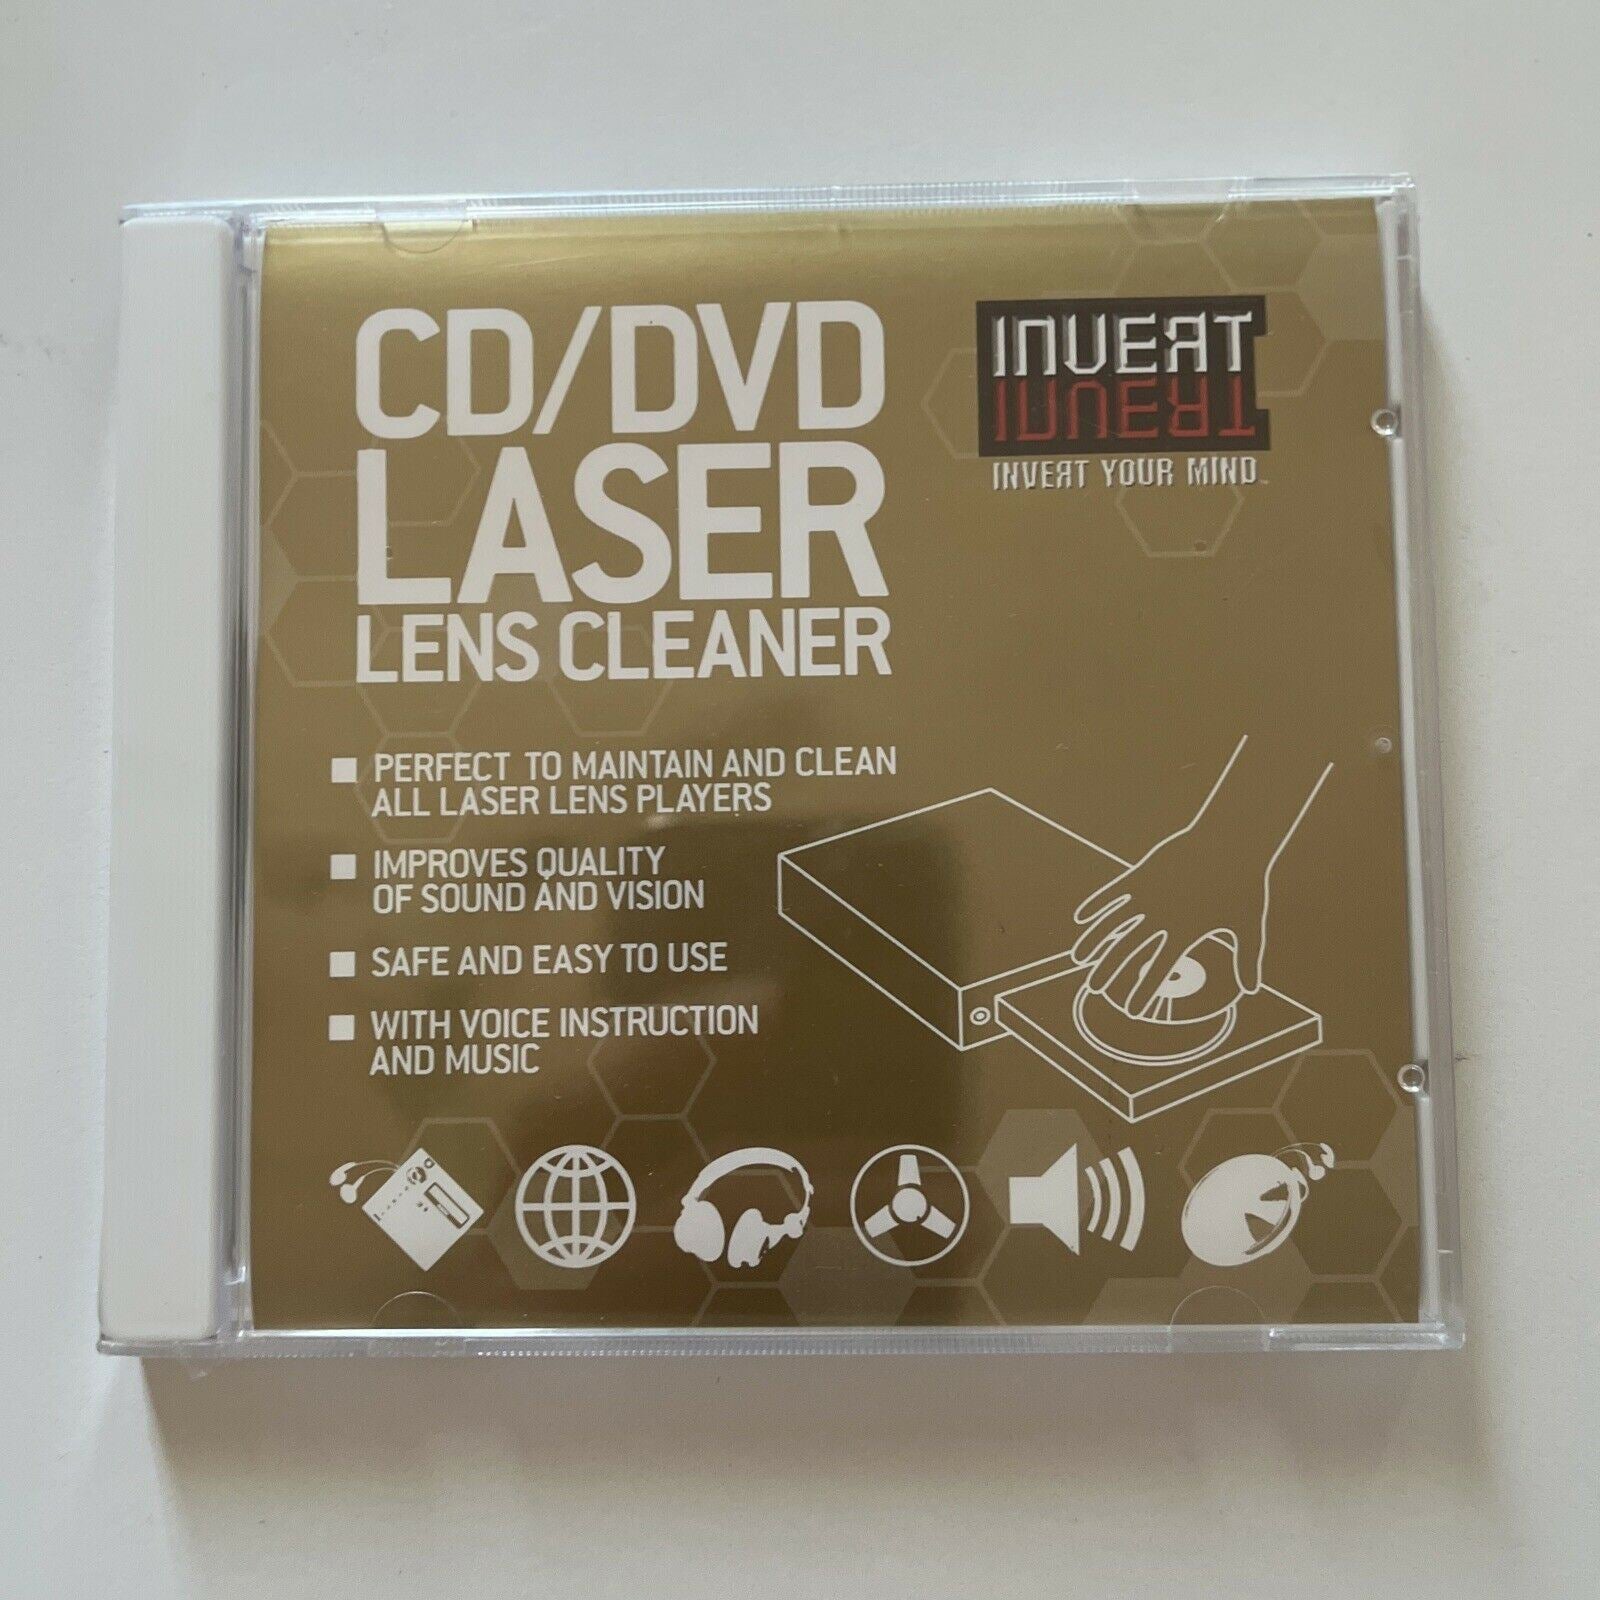 CD/DVD
LASER
LENS CLEANER
INVERT
INVERT
INVERT YOUR MIND
PERFECT TO MAINTAIN AND CLEAN
ALL LASER LENS PLAYERS
IMPROVES QUALITY
OF SOUND AND VISION
SAFE AND EASY TO USE
WITH VOICE INSTRUCTION
AND MUSIC